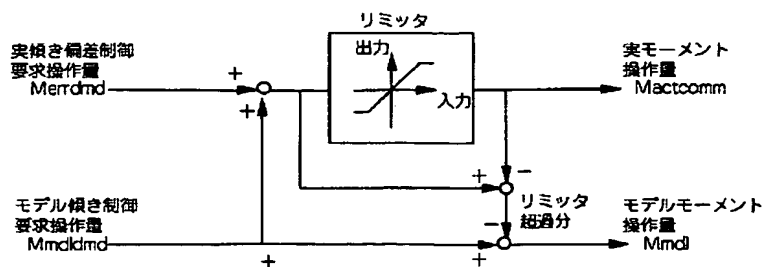 リミッタ
出力
入力
実傾き偏差制御
要求操作量
Merrdmd
+
+
実モーメント
操作量
Mactcomm
+
−
リミッタ
超過分
モデル傾き制御
要求操作量
Mmdldmd
+
−
+
モデルモーメント
操作量
Mmdl